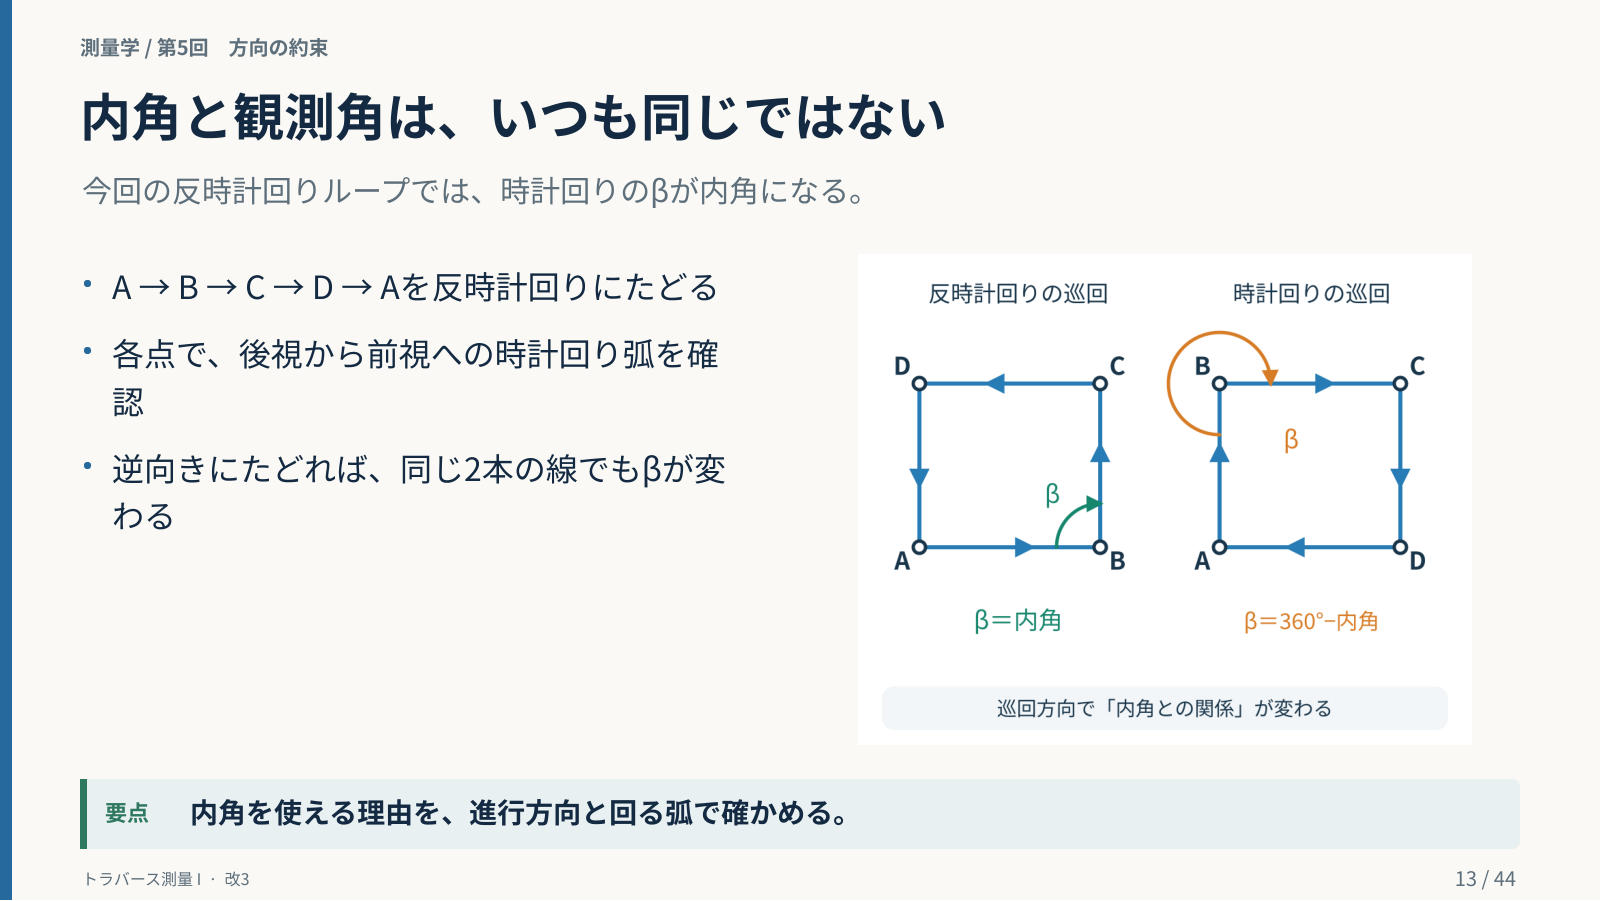 測量学 / 第5回　方向の約束
内角と観測角は、いつも同じではない
今回の反時計回りループでは、時計回りのβが内角になる。
• A → B → C → D → Aを反時計回りにたどる
• 各点で、後視から前視への時計回り弧を確
認
• 逆向きにたどれば、同じ2本の線でもβが変
わる
反時計回りの巡回
D
C
β
A
B
β＝内角
時計回りの巡回
B
C
β
A
D
β＝360°−内角
巡回方向で「内角との関係」が変わる
要点　内角を使える理由を、進行方向と回る弧で確かめる。
トラバース測量 I · 改3
13 / 44